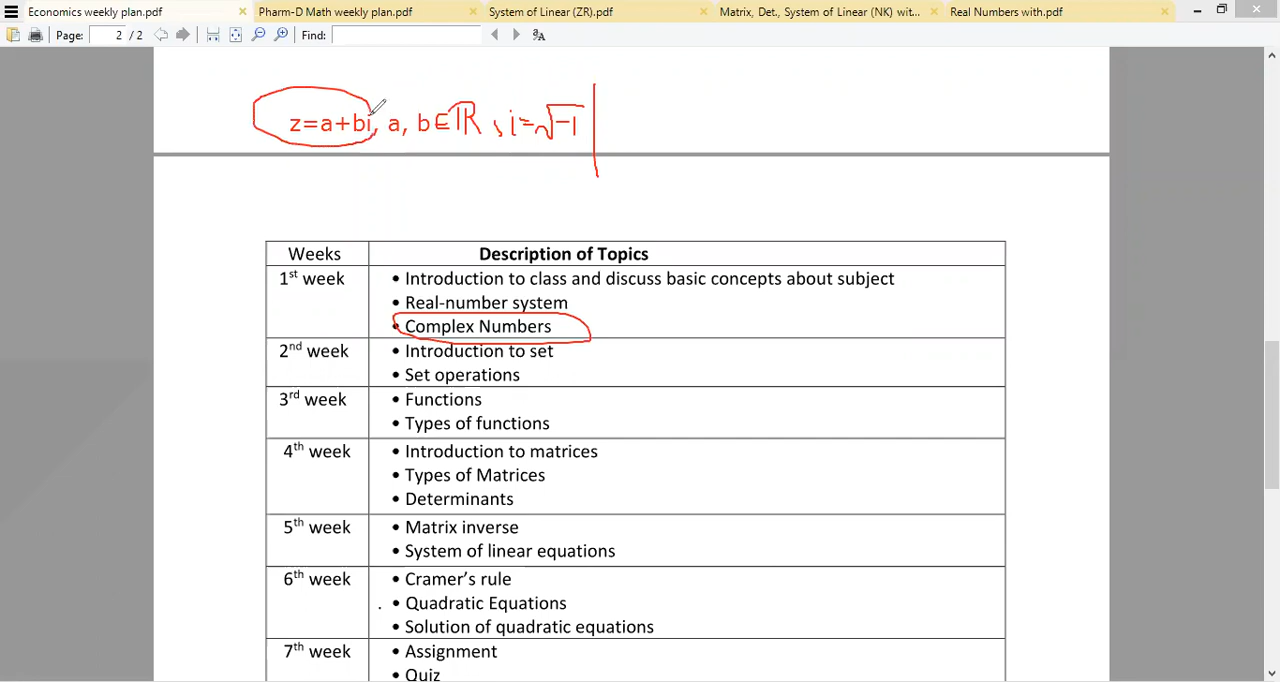 Economics weekly plan.pdf × Pharm-D Math weekly plan.pdf × System of Linear (ZR).pdf × Matrix, Det., System of Linear (NK) wit... × Real Numbers with.pdf ×
Page: 2 / 2 Find:
z=a+bi, a, b∈ℝ, i=√-1
Weeks Description of Topics
1st week • Introduction to class and discuss basic concepts about subject
• Real-number system
• Complex Numbers
2nd week • Introduction to set
• Set operations
3rd week • Functions
• Types of functions
4th week • Introduction to matrices
• Types of Matrices
• Determinants
5th week • Matrix inverse
• System of linear equations
6th week • Cramer's rule
. • Quadratic Equations
• Solution of quadratic equations
7th week • Assignment
• Quiz